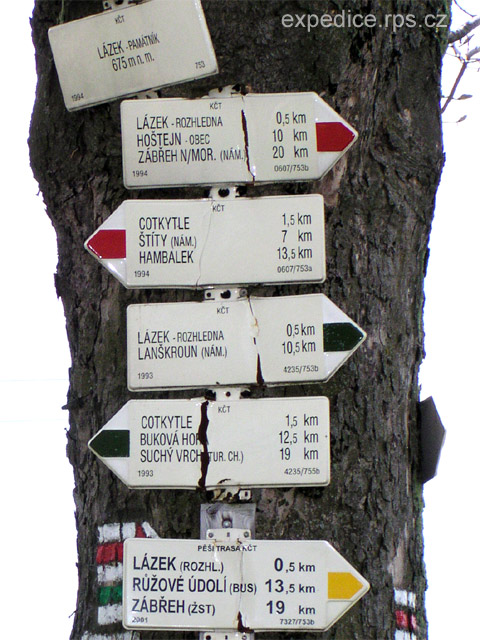 expedice.rps.cz
KČT
LÁZEK - PAMÁTNÍK
675 m n. m.
1994 753
KČT
LÁZEK - ROZHLEDNA 0,5 km
HOŠTEJN - OBEC 10 km
ZÁBŘEH N/MOR. (NÁM.) 20 km
1994 0607/753b
KČT
COTKYTLE 1,5 km
ŠTÍTY (NÁM.) 7 km
HAMBALEK 13,5 km
1994 0607/753a
KČT
LÁZEK - ROZHLEDNA 0,5 km
LANŠKROUN (NÁM.) 10,5 km
1993 4235/753b
KČT
COTKYTLE 1,5 km
BUKOVÁ HORA 12,5 km
SUCHÝ VRCH (TUR. CH.) 19 km
1993 4235/755b
PĚŠÍ TRASA KČT
LÁZEK (ROZHL.) 0,5 km
RŮŽOVÉ ÚDOLÍ (BUS) 13,5 km
ZÁBŘEH (ŽST) 19 km
2001 7327/753b